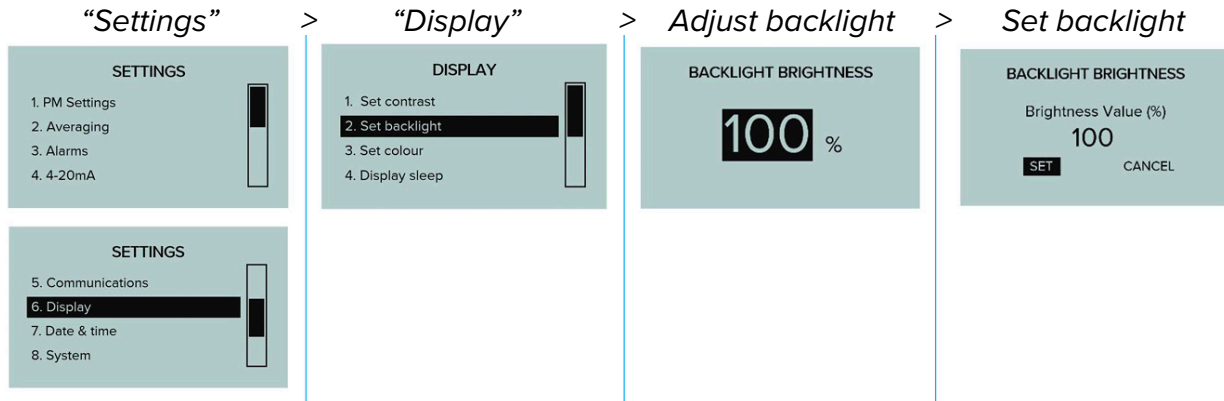 “Settings” > “Display” > Adjust backlight > Set backlight
SETTINGS
1. PM Settings
2. Averaging
3. Alarms
4. 4-20mA
SETTINGS
5. Communications
6. Display
7. Date & time
8. System
DISPLAY
1. Set contrast
2. Set backlight
3. Set colour
4. Display sleep
BACKLIGHT BRIGHTNESS
100 %
BACKLIGHT BRIGHTNESS
Brightness Value (%)
100
SET CANCEL